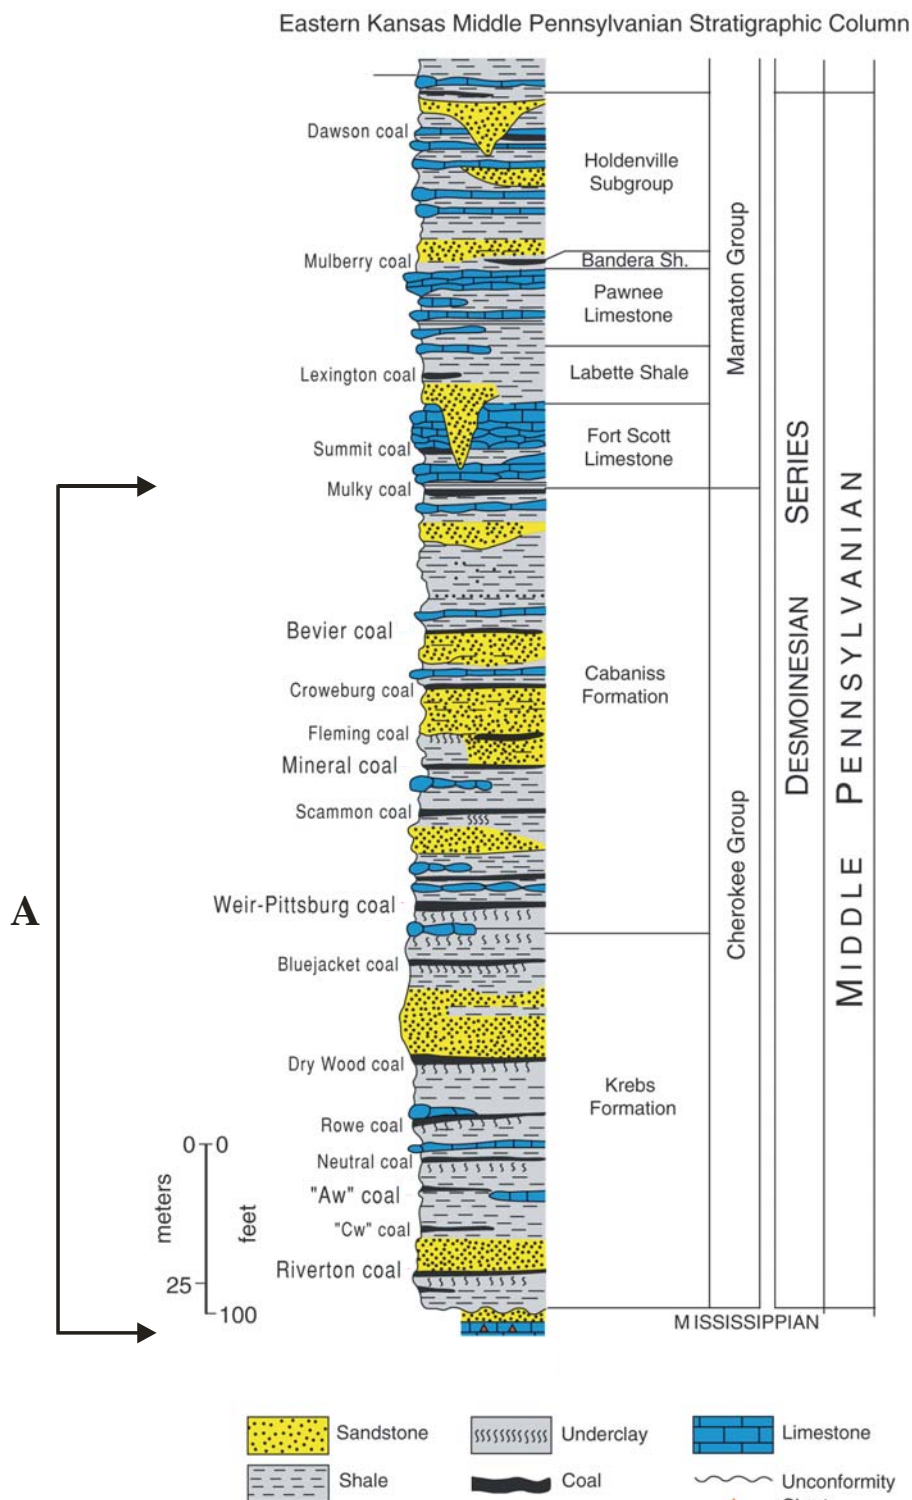 Eastern Kansas Middle Pennsylvanian Stratigraphic Column
Dawson coal
Holdenville
Subgroup
Mulberry coal
Bandera Sh.
Pawnee
Limestone
Marmaton Group
Lexington coal
Labette Shale
Summit coal
Fort Scott
Limestone
Mulky coal
DESMOINESIAN SERIES
MIDDLE PENNSYLVANIAN
Bevier coal
Croweburg coal
Cabaniss
Formation
Fleming coal
Mineral coal
Scammon coal
Cherokee Group
A
Weir-Pittsburg coal
Bluejacket coal
Dry Wood coal
Krebs
Formation
Rowe coal
0 0
Neutral coal
meters
feet
"Aw" coal
"Cw" coal
Riverton coal
25
100
MISSISSIPPIAN
Sandstone
Underclay
Limestone
Shale
Coal
Unconformity